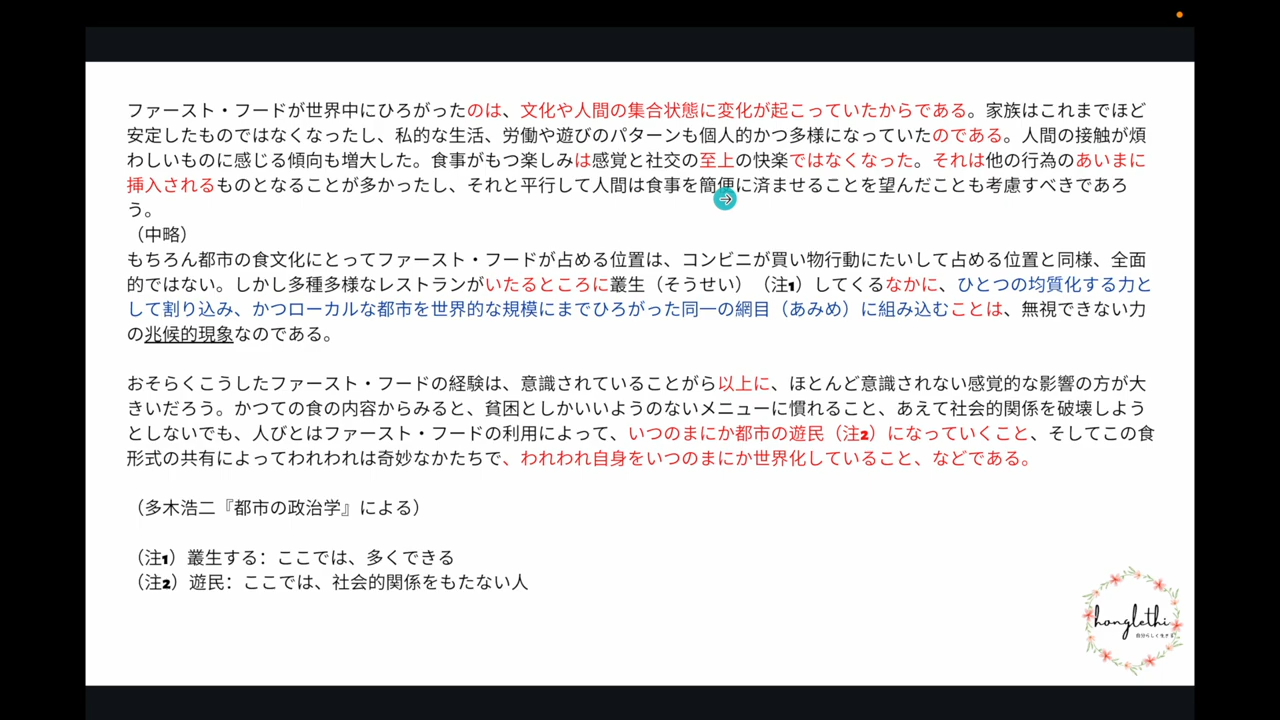 ファースト・フードが世界中にひろがったのは、文化や人間の集合状態に変化が起こっていたからである。家族はこれまでほど
安定したものではなくなったし、私的な生活、労働や遊びのパターンも個人的かつ多様になっていたのである。人間の接触が煩
わしいものに感じる傾向も増大した。食事がもつ楽しみは感覚と社交の至上の快楽ではなくなった。それは他の行為のあいまに
挿入されるものとなることが多かったし、それと平行して人間は食事を簡便に済ませることを望んだことも考慮すべきであろ
う。
（中略）
もちろん都市の食文化にとってファースト・フードが占める位置は、コンビニが買い物行動にたいして占める位置と同様、全面
的ではない。しかし多種多様なレストランがいたるところに叢生（そうせい）（注1）してくるなかに、ひとつの均質化する力と
して割り込み、かつローカルな都市を世界的な規模にまでひろがった同一の網目（あみめ）に組み込むことは、無視できない力
の兆候的現象なのである。
おそらくこうしたファースト・フードの経験は、意識されていることがら以上に、ほとんど意識されない感覚的な影響の方が大
きいだろう。かつての食の内容からみると、貧困としかいいようのないメニューに慣れること、あえて社会的関係を破壊しよう
としないでも、人びとはファースト・フードの利用によって、いつのまにか都市の遊民（注2）になっていくこと、そしてこの食
形式の共有によってわれわれは奇妙なかたちで、われわれ自身をいつのまにか世界化していること、などである。
（多木浩二『都市の政治学』による）
（注1）叢生する：ここでは、多くできる
（注2）遊民：ここでは、社会的関係をもたない人
honglethi
自分らしく生きる